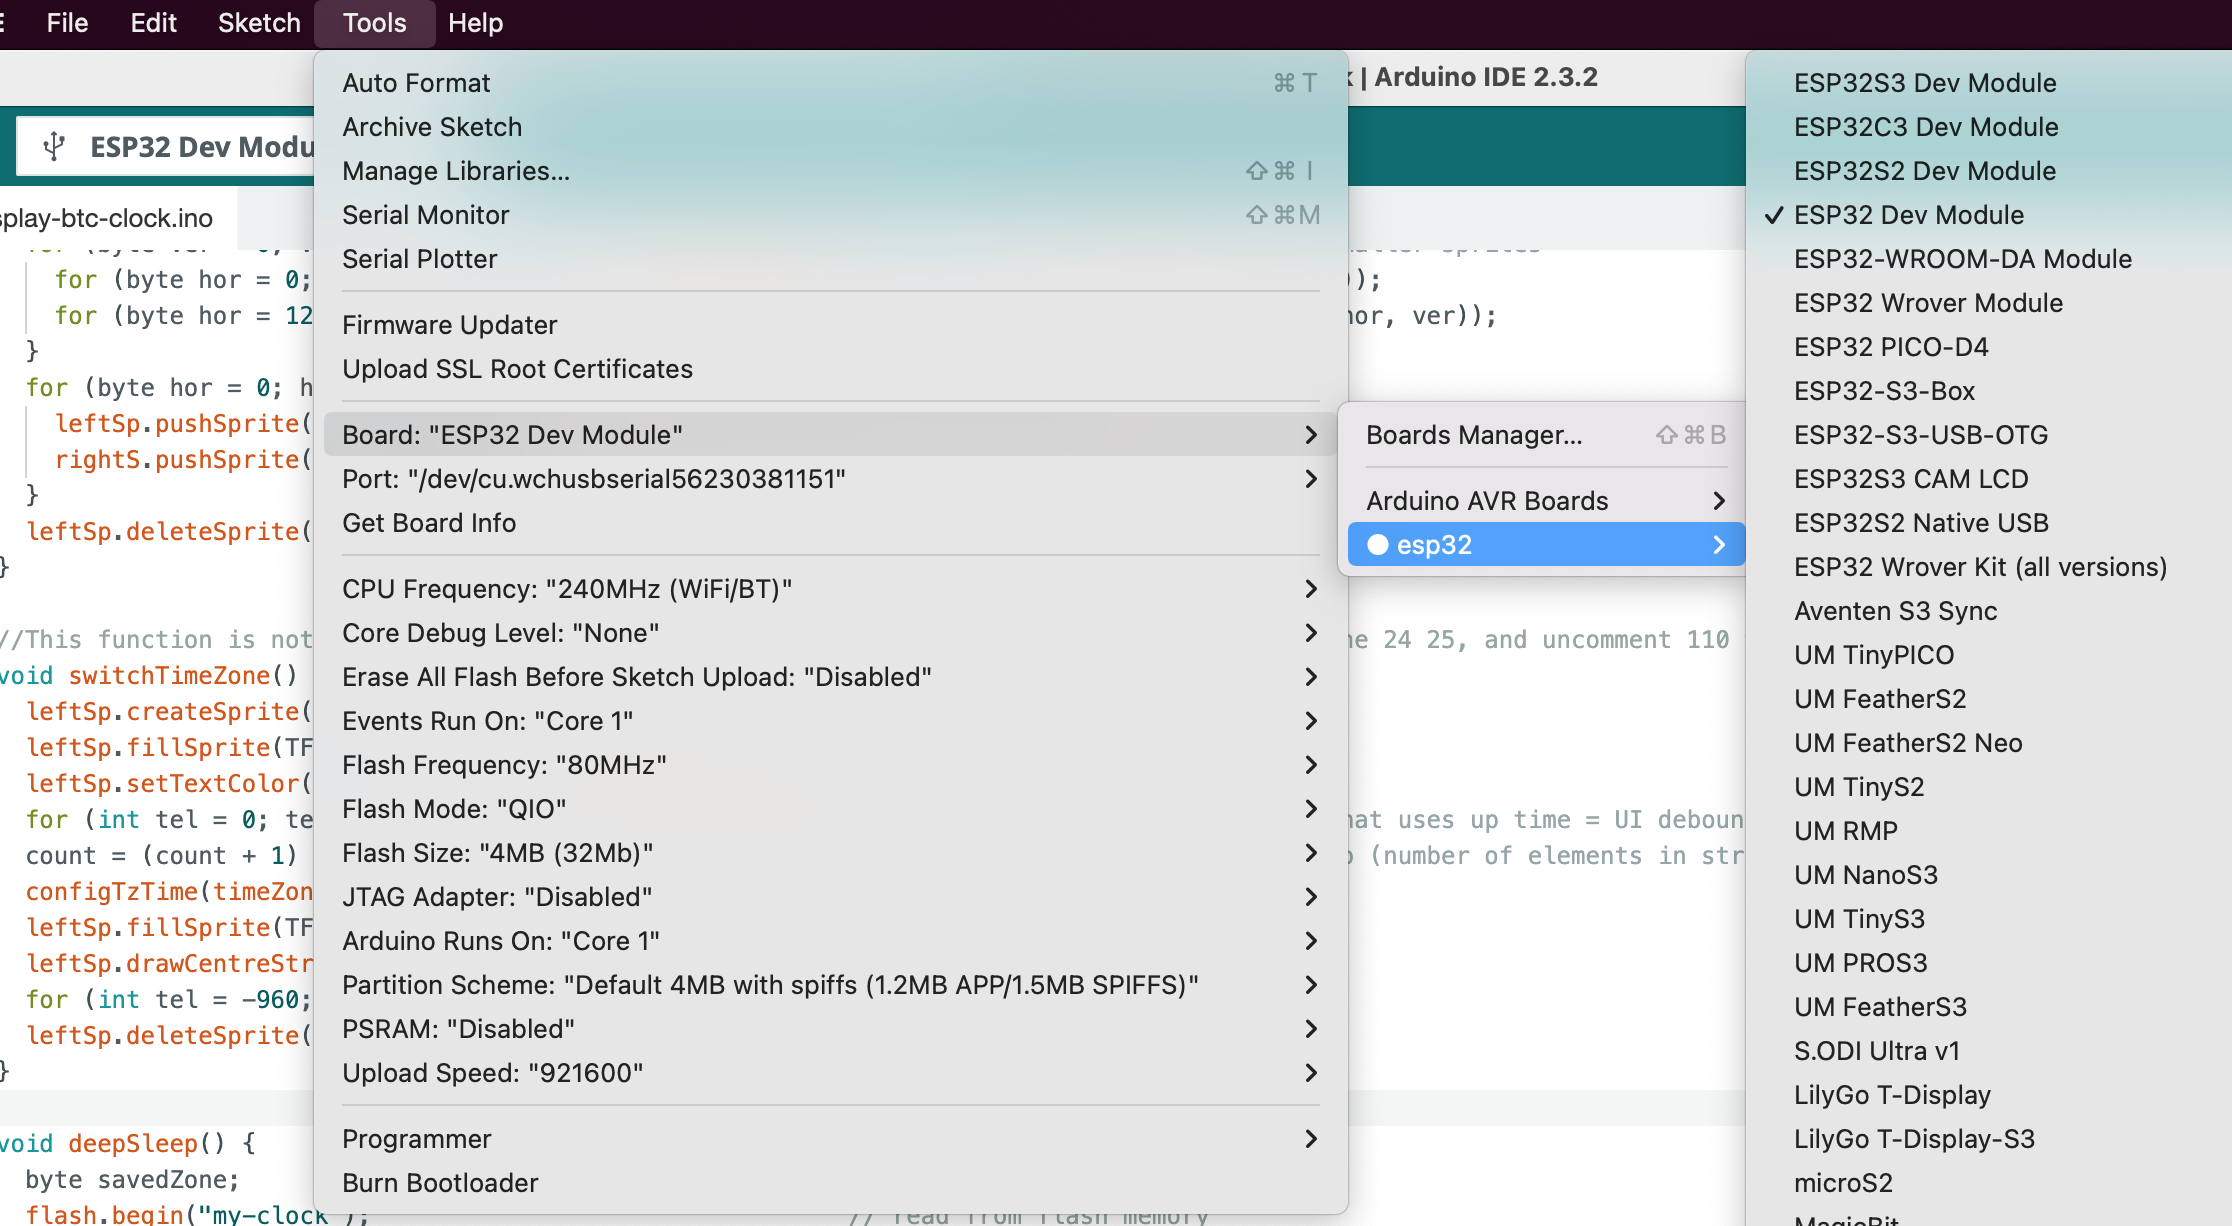 File Edit Sketch Tools Help
| Arduino IDE 2.3.2
ESP32 Dev Modu
play-btc-clock.ino
for (byte hor = 0;
for (byte hor = 12
}
for (byte hor = 0; h
leftSp.pushSprite(
rightS.pushSprite(
}
leftSp.deleteSprite(
}
//This function is not
void switchTimeZone()
leftSp.createSprite(
leftSp.fillSprite(TF
leftSp.setTextColor(
for (int tel = 0; te
count = (count + 1)
configTzTime(timeZon
leftSp.fillSprite(TF
leftSp.drawCentreStr
for (int tel = -960;
leftSp.deleteSprite(
}
void deepSleep() {
byte savedZone;
flash.begin("my-clock
Auto Format ⌘ T
Archive Sketch
Manage Libraries... ⇧ ⌘ I
Serial Monitor ⇧ ⌘ M
Serial Plotter
Firmware Updater
Upload SSL Root Certificates
Board: "ESP32 Dev Module"
Port: "/dev/cu.wchusbserial56230381151"
Get Board Info
CPU Frequency: "240MHz (WiFi/BT)"
Core Debug Level: "None"
Erase All Flash Before Sketch Upload: "Disabled"
Events Run On: "Core 1"
Flash Frequency: "80MHz"
Flash Mode: "QIO"
Flash Size: "4MB (32Mb)"
JTAG Adapter: "Disabled"
Arduino Runs On: "Core 1"
Partition Scheme: "Default 4MB with spiffs (1.2MB APP/1.5MB SPIFFS)"
PSRAM: "Disabled"
Upload Speed: "921600"
Programmer
Burn Bootloader
// read from flash memory
));
hor, ver));
Boards Manager... ⇧ ⌘ B
Arduino AVR Boards
esp32
ne 24 25, and uncomment 110
hat uses up time = UI deboun
(number of elements in str
ESP32S3 Dev Module
ESP32C3 Dev Module
ESP32S2 Dev Module
✓ ESP32 Dev Module
ESP32-WROOM-DA Module
ESP32 Wrover Module
ESP32 PICO-D4
ESP32-S3-Box
ESP32-S3-USB-OTG
ESP32S3 CAM LCD
ESP32S2 Native USB
ESP32 Wrover Kit (all versions)
Aventen S3 Sync
UM TinyPICO
UM FeatherS2
UM FeatherS2 Neo
UM TinyS2
UM RMP
UM NanoS3
UM TinyS3
UM PROS3
UM FeatherS3
S.ODI Ultra v1
LilyGo T-Display
LilyGo T-Display-S3
microS2